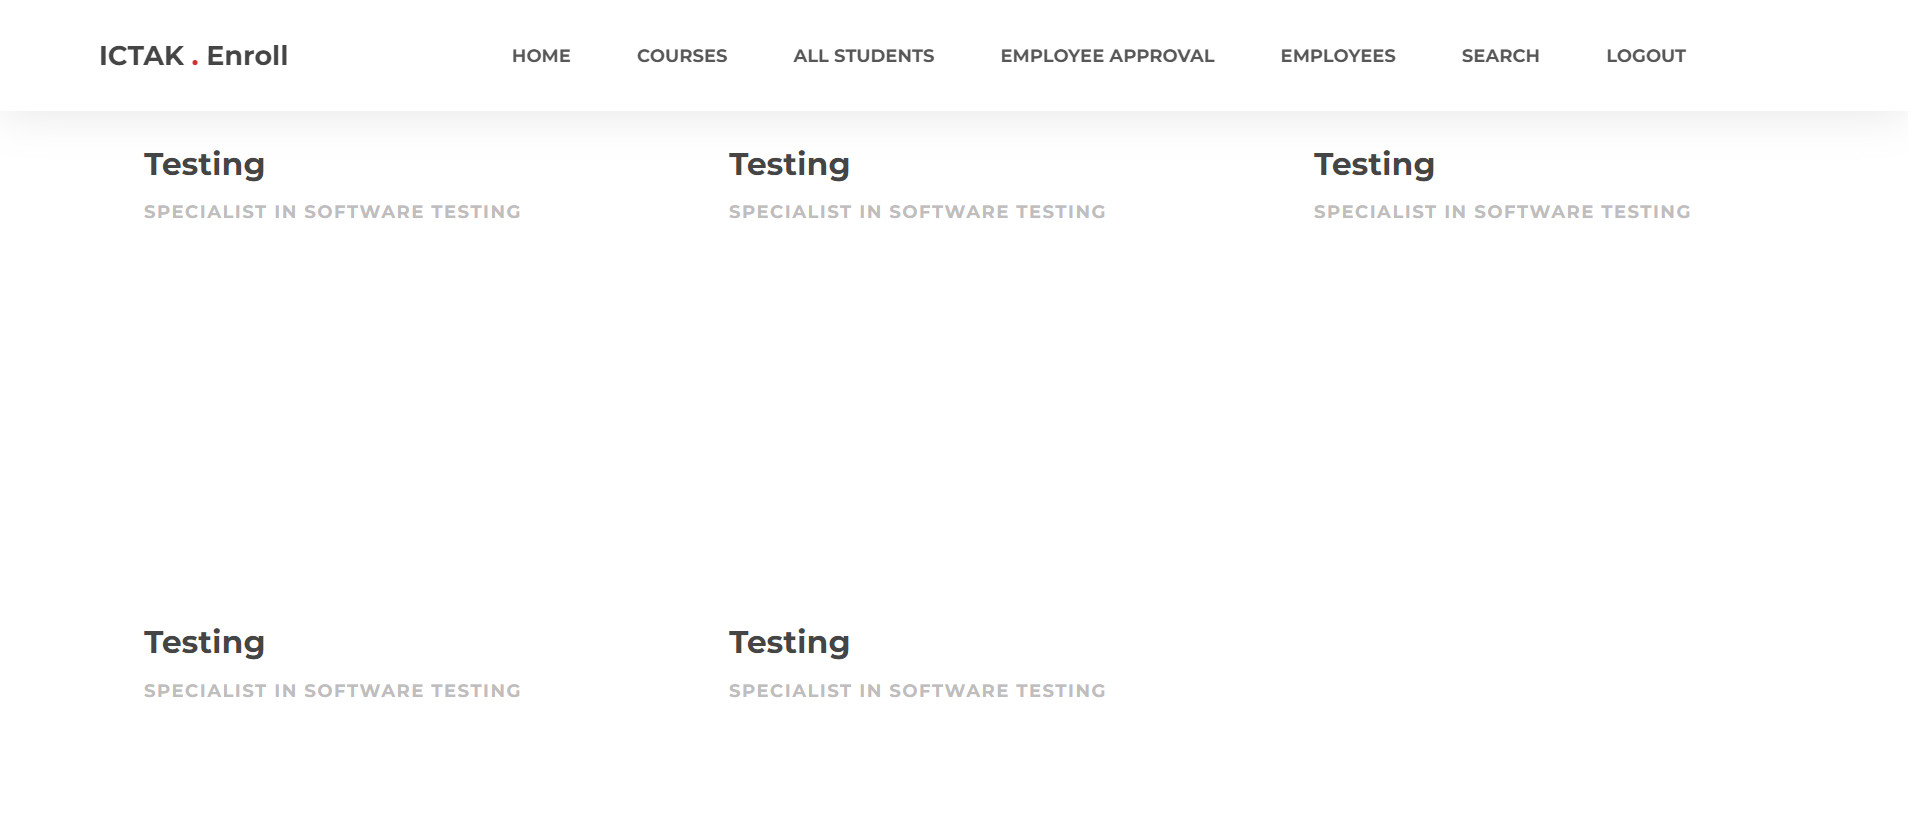 ICTAK . Enroll HOME COURSES ALL STUDENTS EMPLOYEE APPROVAL EMPLOYEES SEARCH LOGOUT
Testing Testing Testing
SPECIALIST IN SOFTWARE TESTING SPECIALIST IN SOFTWARE TESTING SPECIALIST IN SOFTWARE TESTING
Testing Testing
SPECIALIST IN SOFTWARE TESTING SPECIALIST IN SOFTWARE TESTING